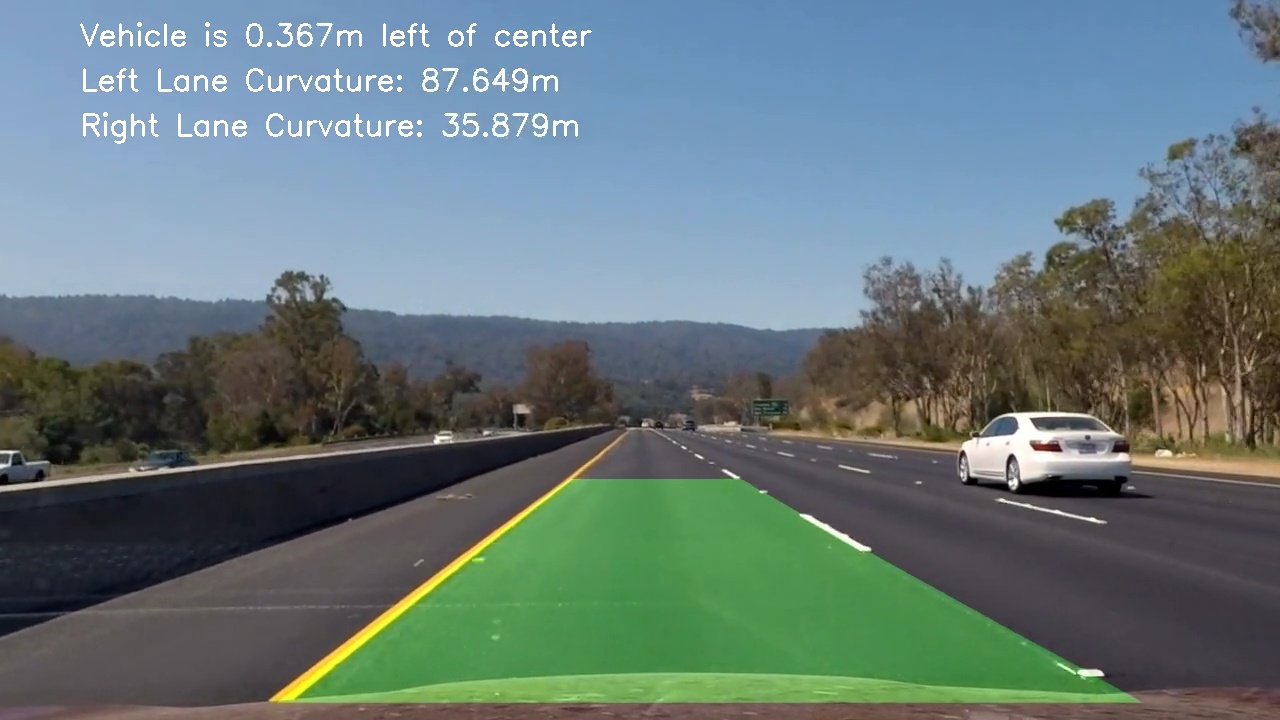 Vehicle is 0.367m left of center
Left Lane Curvature: 87.649m
Right Lane Curvature: 35.879m